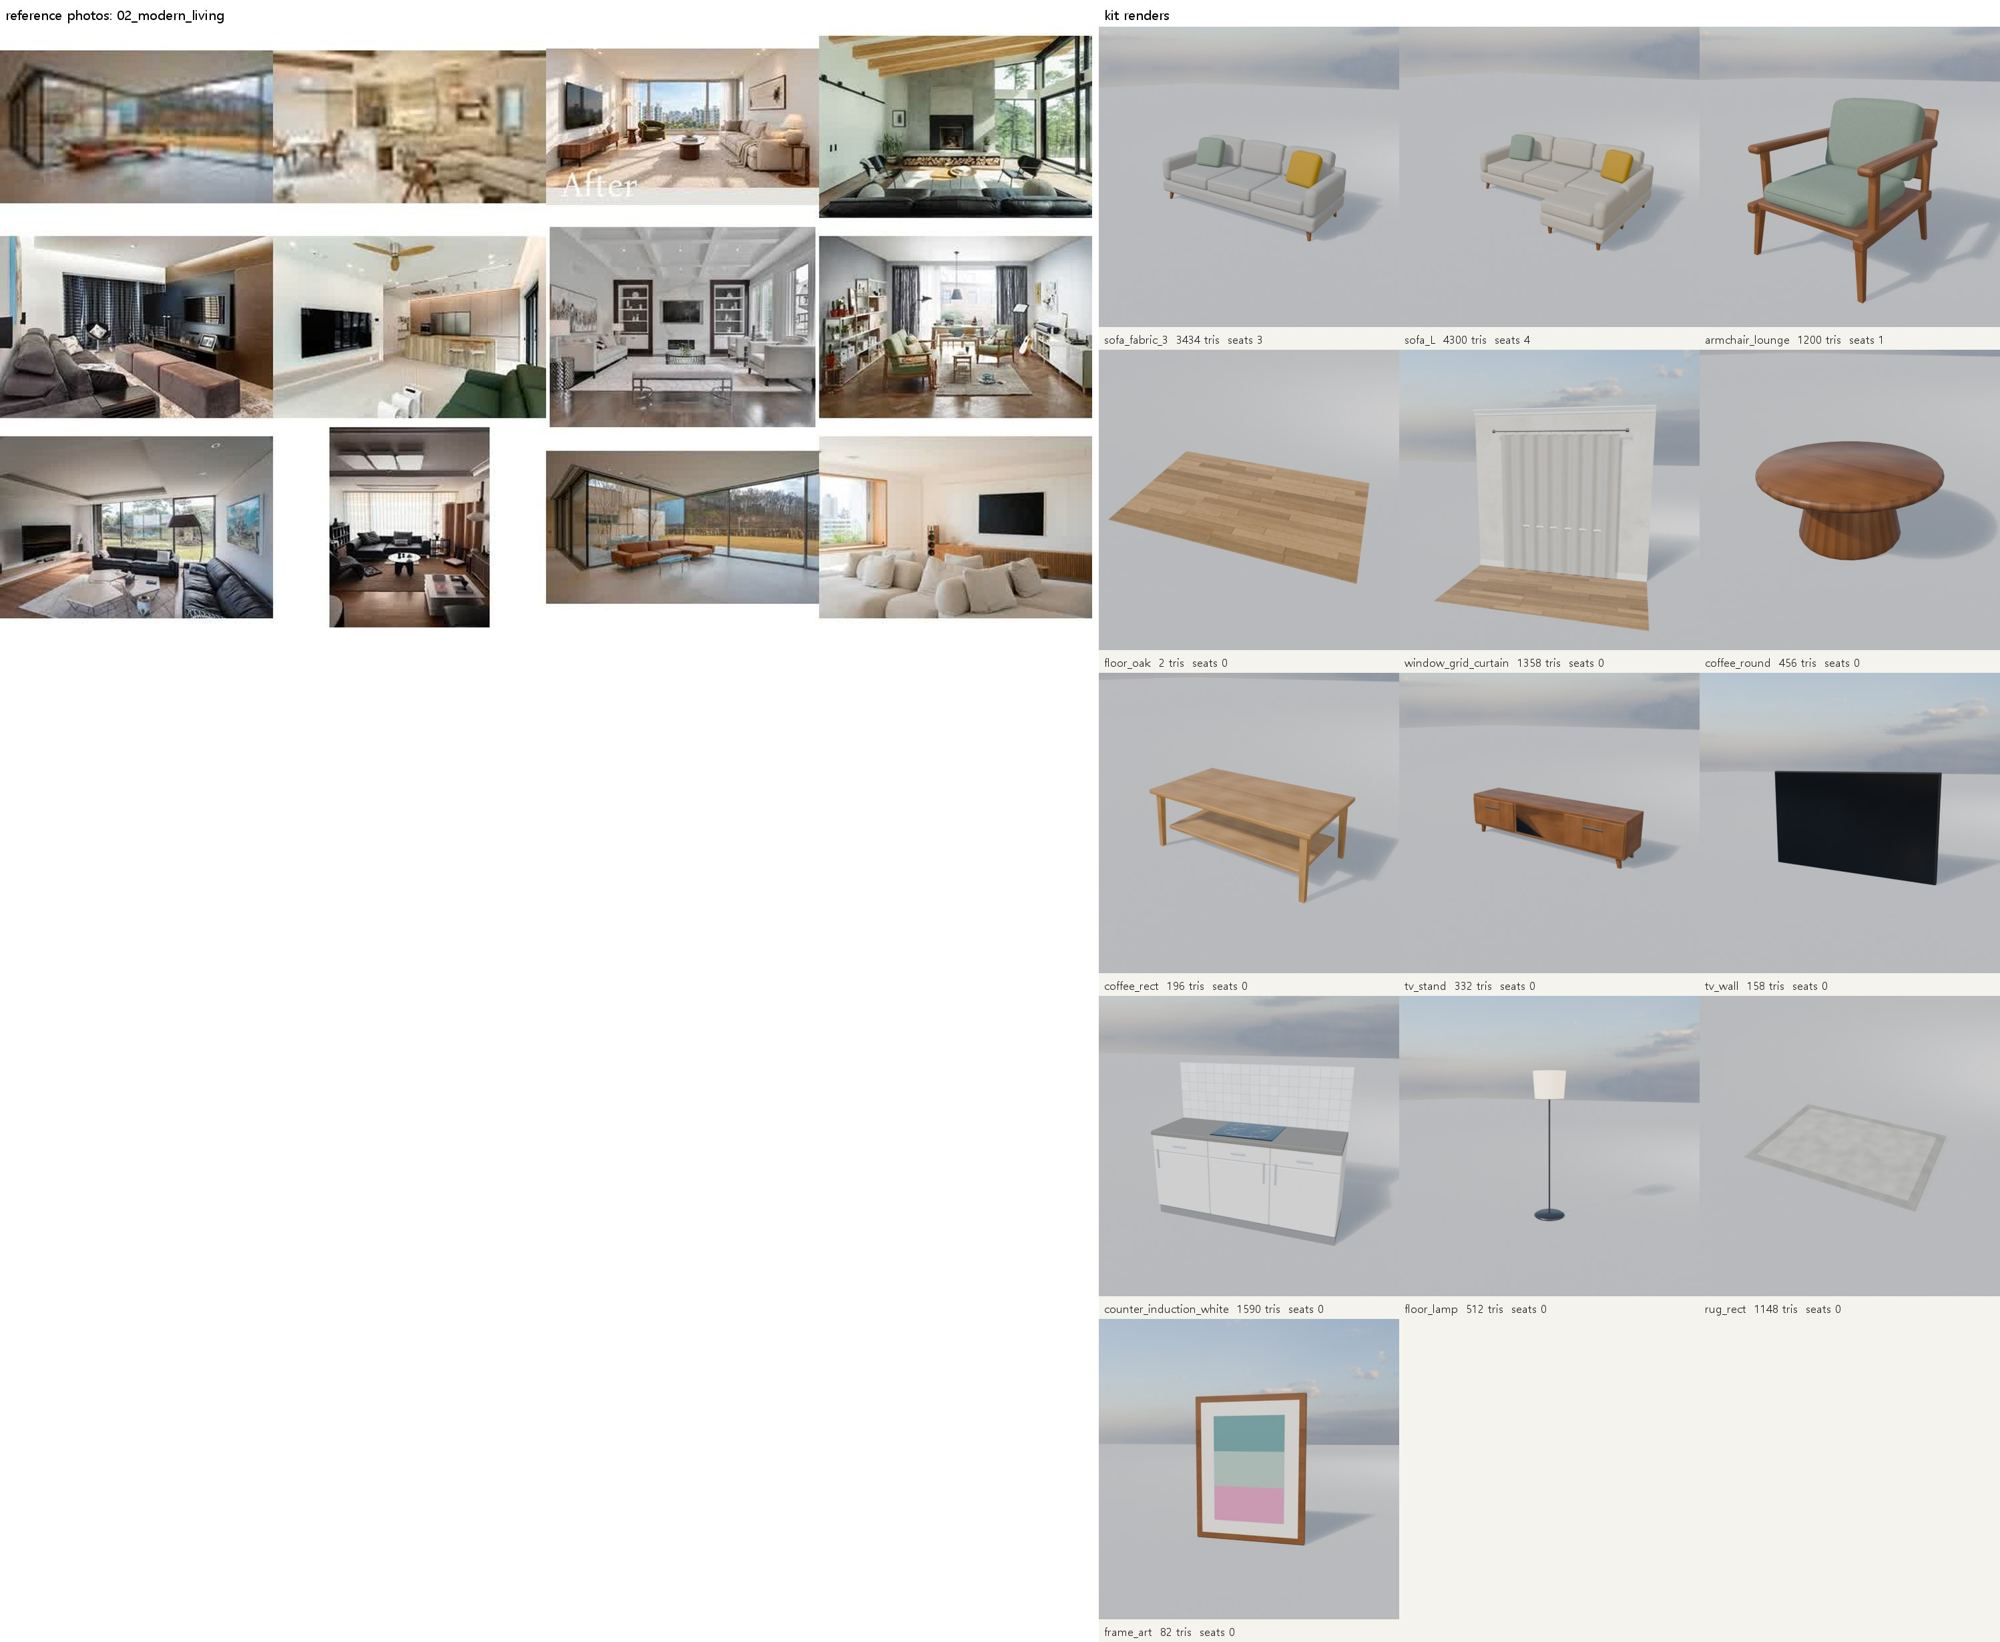 reference photos: 02_modern_living
kit renders
After
sofa_fabric_3 3434 tris seats 3
sofa_L 4300 tris seats 4
armchair_lounge 1200 tris seats 1
floor_oak 2 tris seats 0
window_grid_curtain 1358 tris seats 0
coffee_round 456 tris seats 0
coffee_rect 196 tris seats 0
tv_stand 332 tris seats 0
tv_wall 158 tris seats 0
counter_induction_white 1590 tris seats 0
floor_lamp 512 tris seats 0
rug_rect 1148 tris seats 0
frame_art 82 tris seats 0